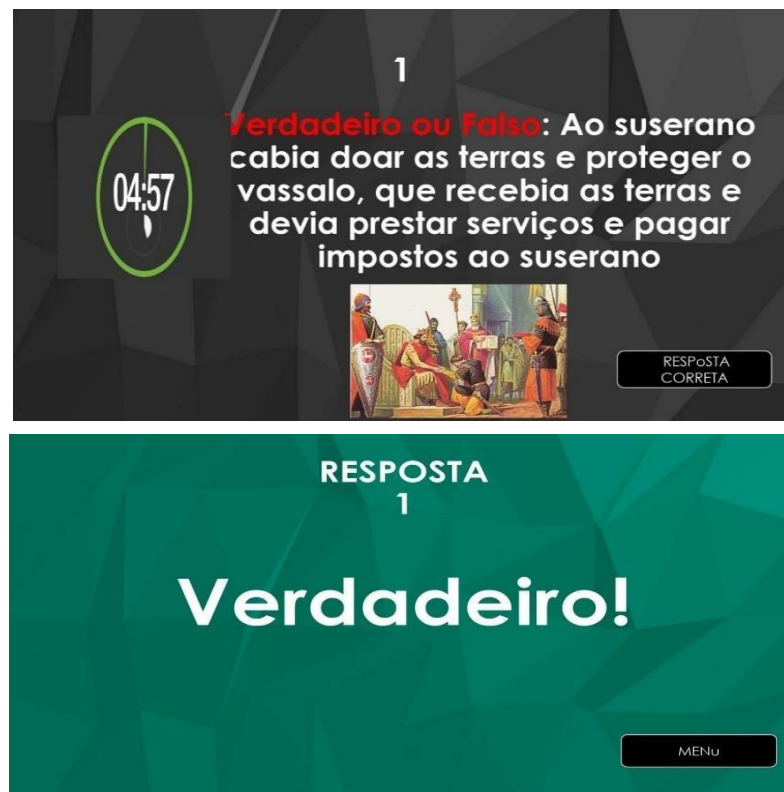 1
Verdadeiro ou Falso: Ao suserano
cabia doar as terras e proteger o
vassalo, que recebia as terras e
devia prestar serviços e pagar
impostos ao suserano
04:57
RESPoSTA
CORRETA
RESPOSTA
1
Verdadeiro!
MENu